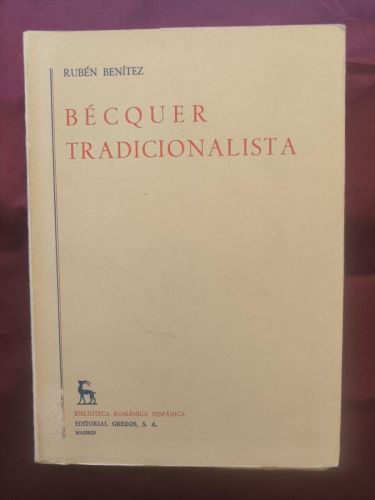 RUBÉN BENÍTEZ
BÉCQUER
TRADICIONALISTA
BIBLIOTECA ROMÁNICA HISPÁNICA
EDITORIAL GREDOS, S. A.
MADRID